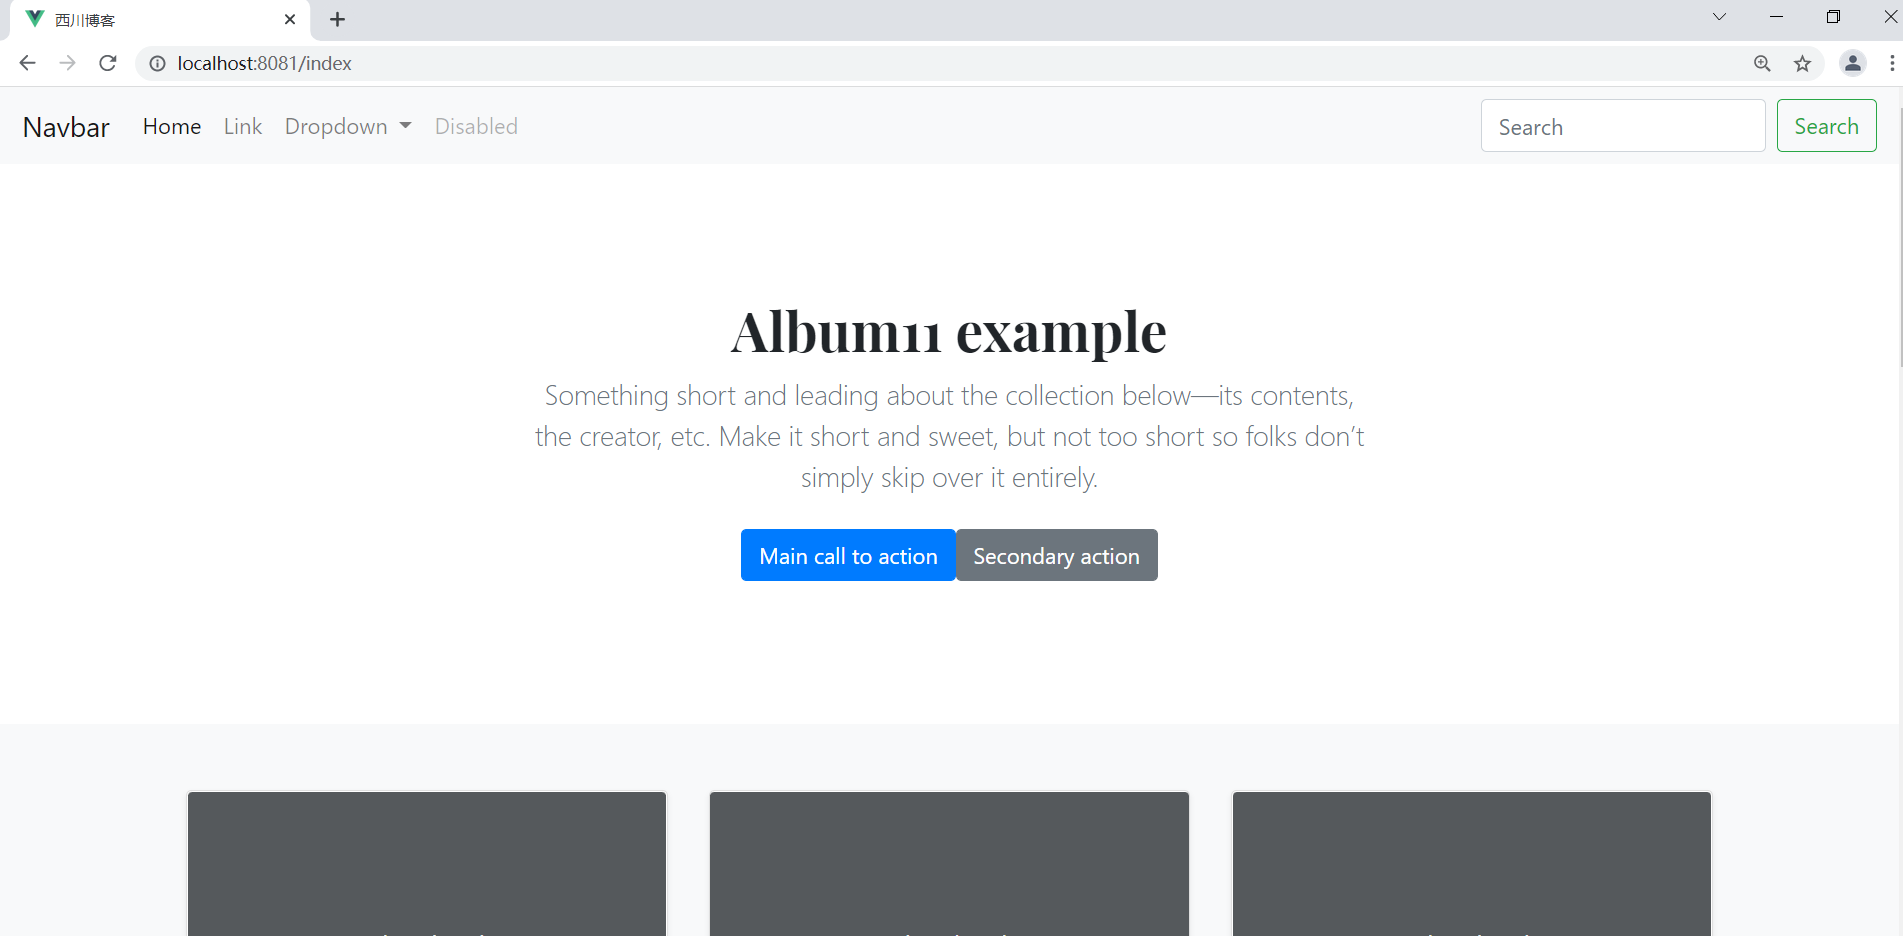 西川博客
localhost:8081/index
Navbar Home Link Dropdown Disabled Search Search
Album11 example
Something short and leading about the collection below—its contents,
the creator, etc. Make it short and sweet, but not too short so folks don’t
simply skip over it entirely.
Main call to action Secondary action